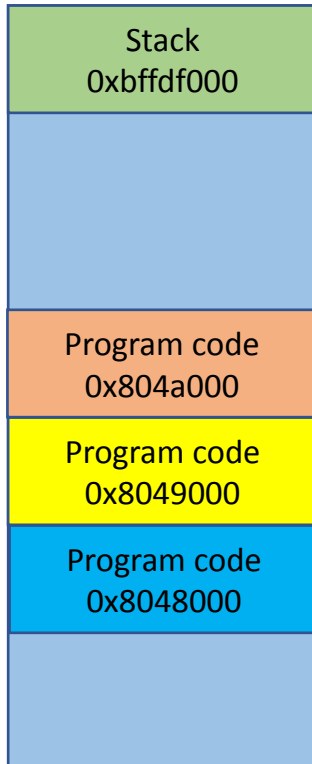 Stack
0xbffdf000
Program code
0x804a000
Program code
0x8049000
Program code
0x8048000